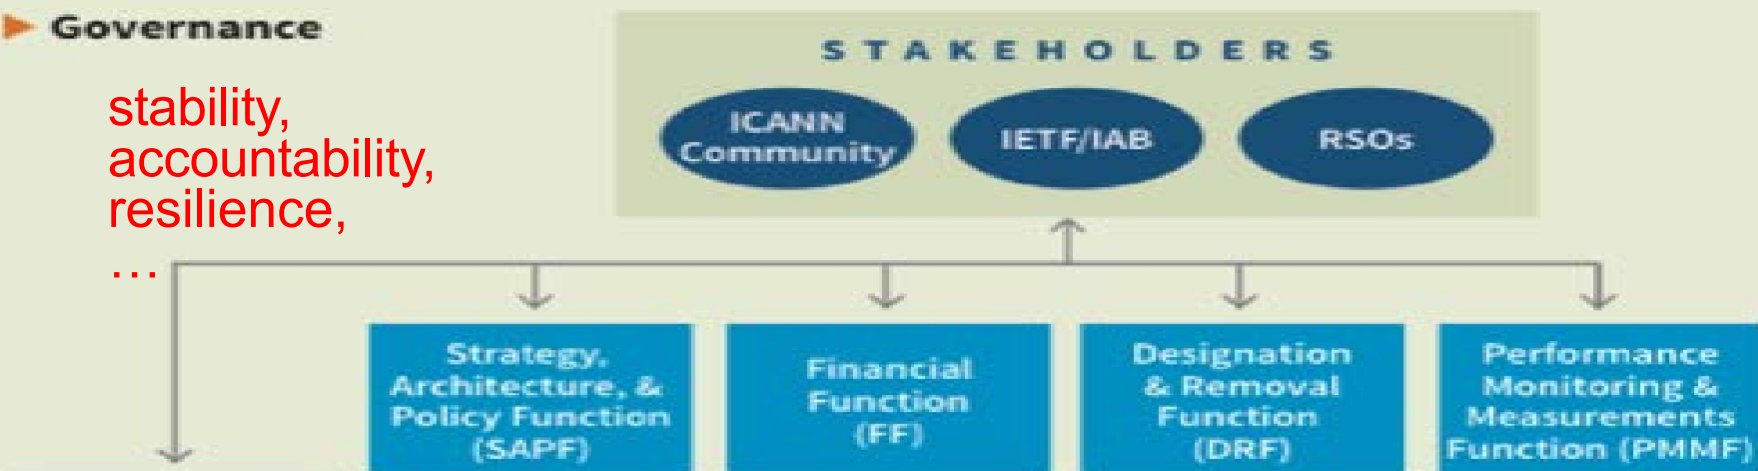 Governance
stability,
accountability,
resilience,
…
STAKEHOLDERS
ICANN
Community
IETF/IAB
RSOs
Strategy,
Architecture, &
Policy Function
(SAPF)
Financial
Function
(FF)
Designation
& Removal
Function
(DRF)
Performance
Monitoring &
Measurements
Function (PMMF)